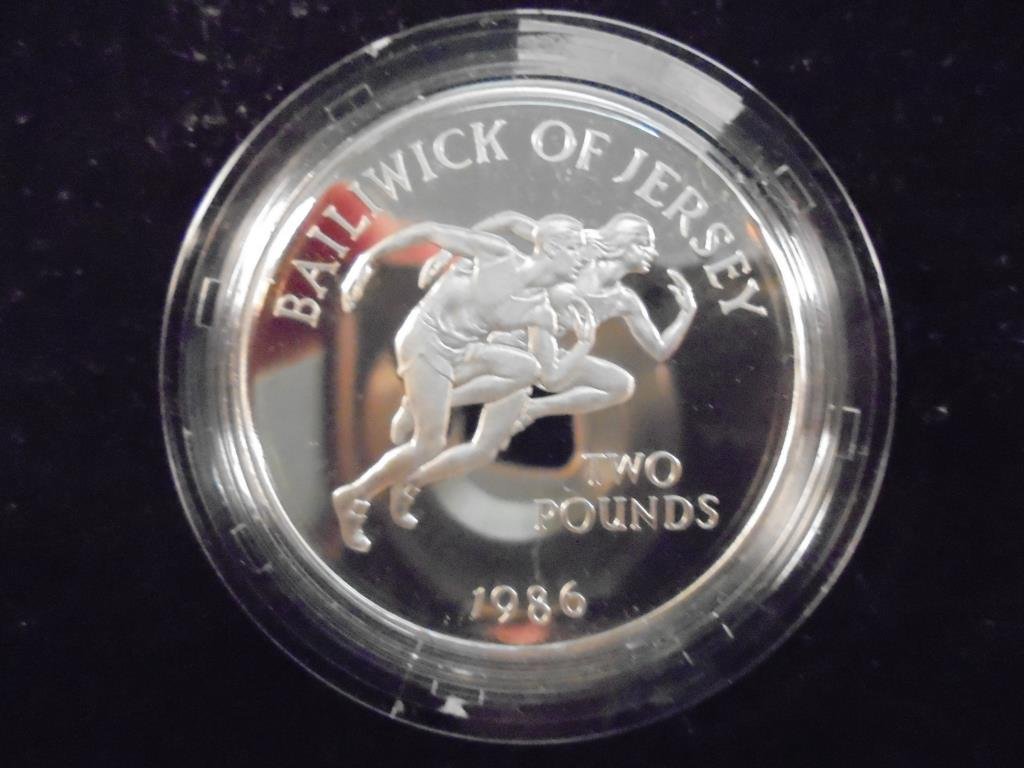 BAILIWICK OF JERSEY
TWO
POUNDS
1986